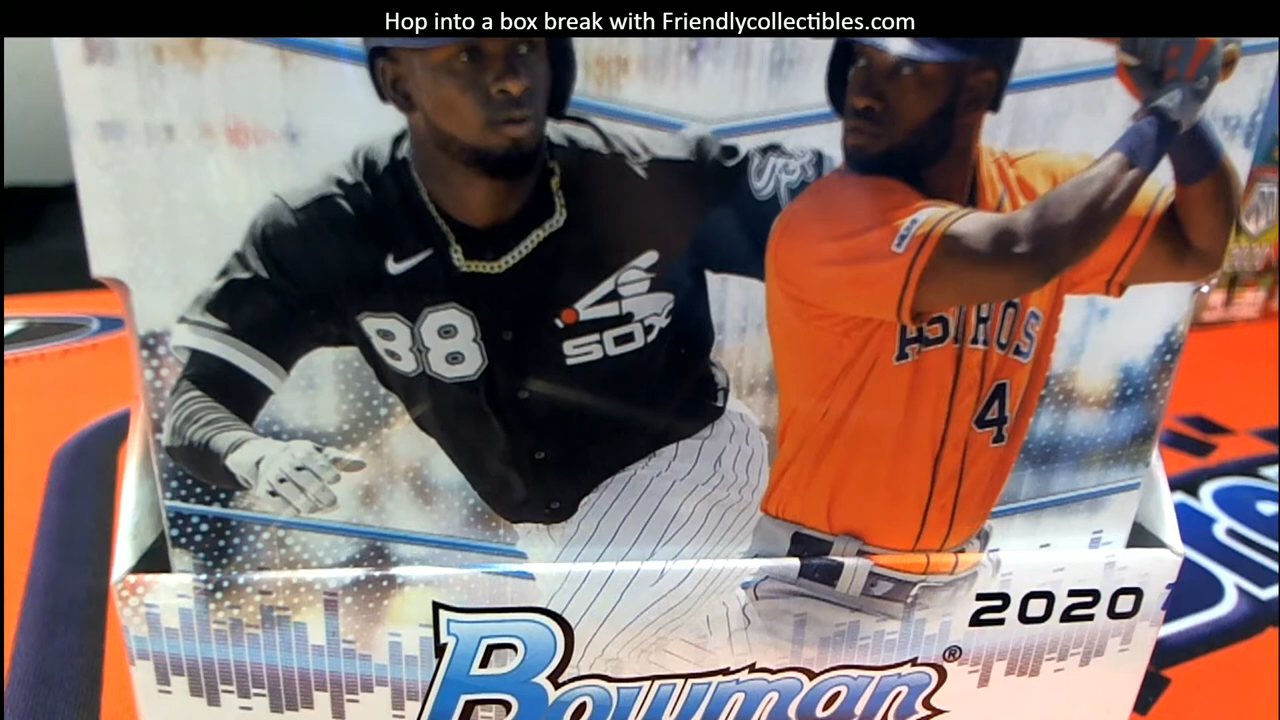 Hop into a box break with Friendlycollectibles.com
88
SOX
ASTROS
4
2020
Bowman®